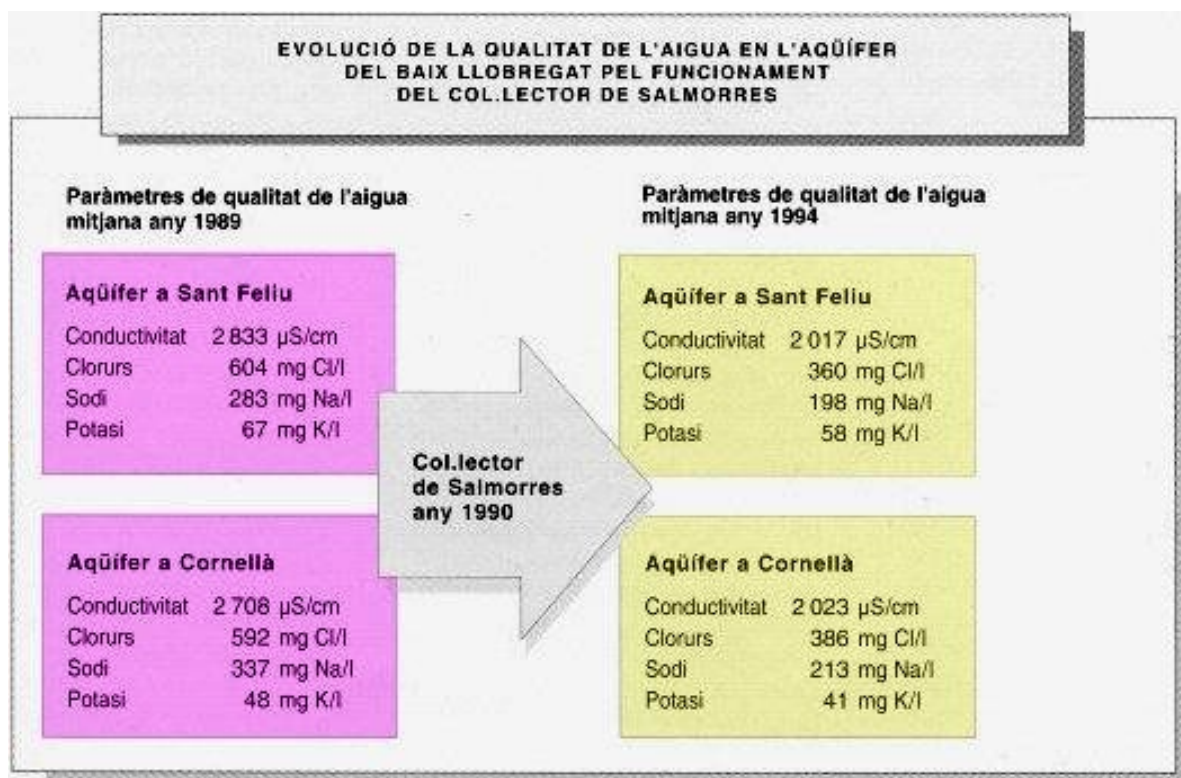 EVOLUCIÓ DE LA QUALITAT DE L'AIGUA EN L'AQÜÍFER
DEL BAIX LLOBREGAT PEL FUNCIONAMENT
DEL COL.LECTOR DE SALMORRES
Paràmetres de qualitat de l'aigua
mitjana any 1989
Aqüífer a Sant Feliu
Conductivitat 2 833 µS/cm
Clorurs 604 mg Cl/l
Sodi 283 mg Na/l
Potasi 67 mg K/l
Aqüífer a Cornellà
Conductivitat 2 708 µS/cm
Clorurs 592 mg Cl/l
Sodi 337 mg Na/l
Potasi 48 mg K/l
Col.lector
de Salmorres
any 1990
Paràmetres de qualitat de l'aigua
mitjana any 1994
Aqüífer a Sant Feliu
Conductivitat 2 017 µS/cm
Clorurs 360 mg Cl/l
Sodi 198 mg Na/l
Potasi 58 mg K/l
Aqüífer a Cornellà
Conductivitat 2 023 µS/cm
Clorurs 386 mg Cl/l
Sodi 213 mg Na/l
Potasi 41 mg K/l